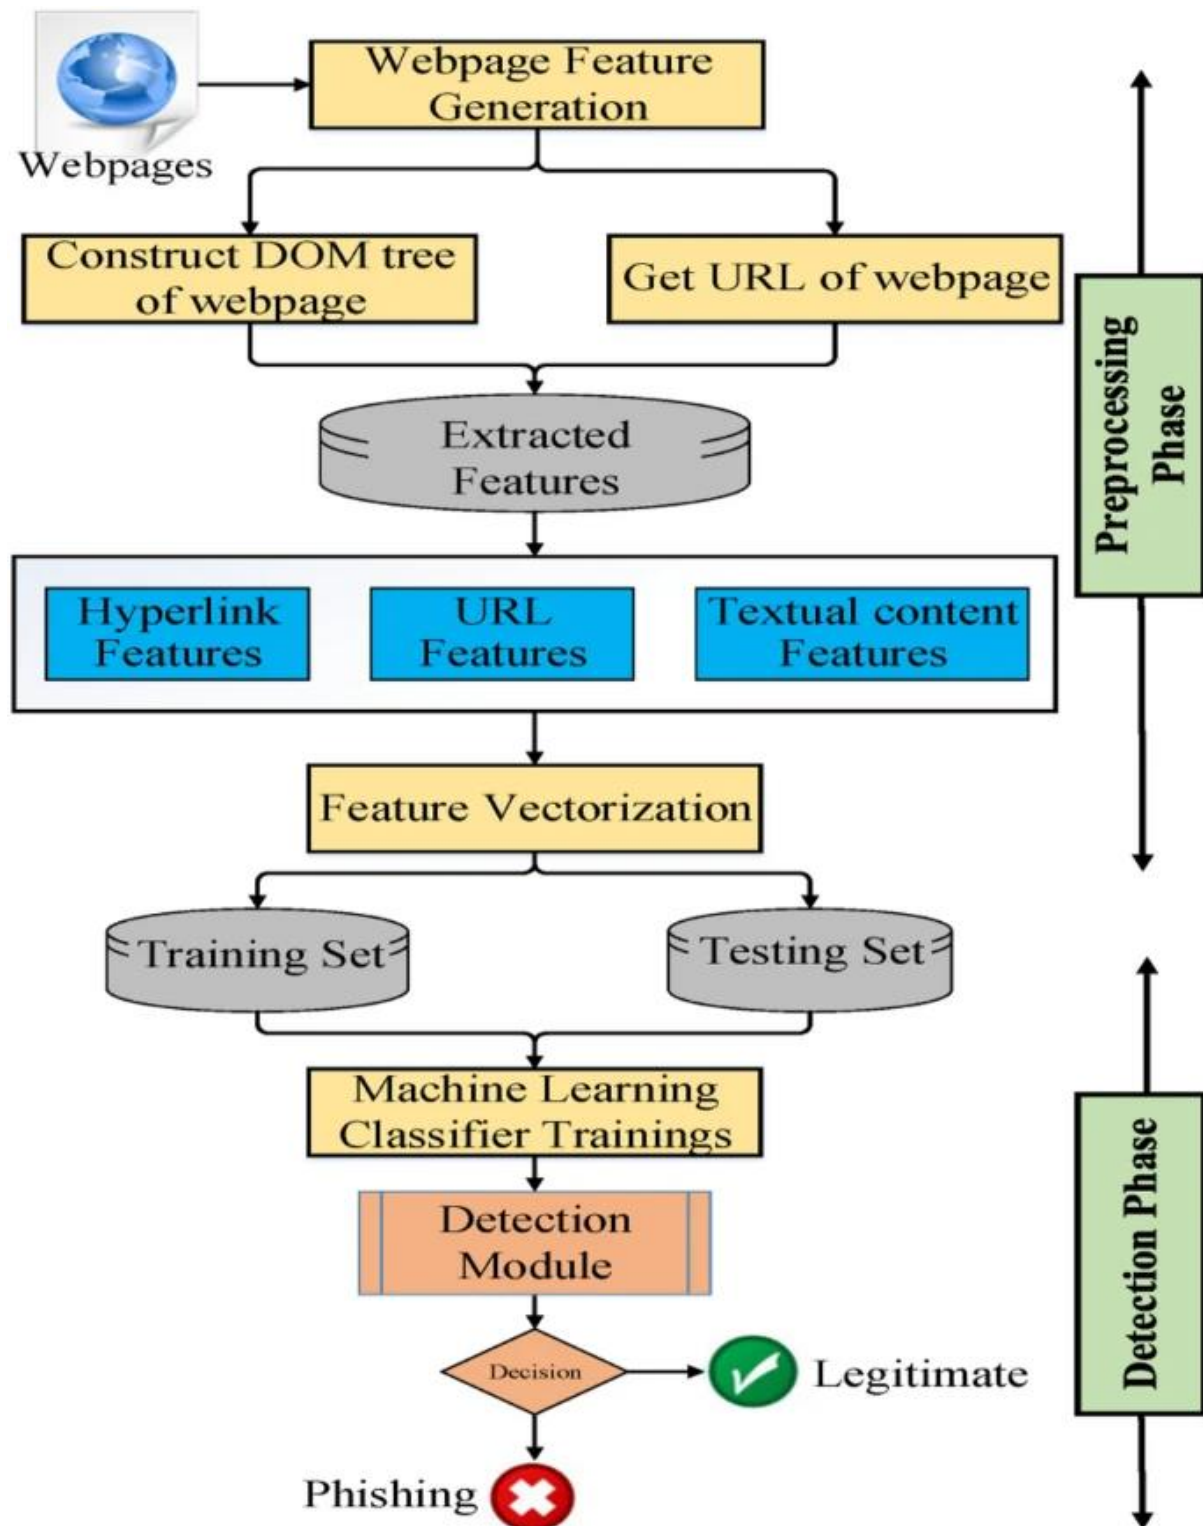 Webpage Feature
Generation
Webpages
Construct DOM tree
of webpage
Get URL of webpage
Extracted
Features
Hyperlink
Features
URL
Features
Textual content
Features
Preprocessing
Phase
Feature Vectorization
Training Set
Testing Set
Machine Learning
Classifier Trainings
Detection
Module
Decision
Legitimate
Phishing
Detection Phase